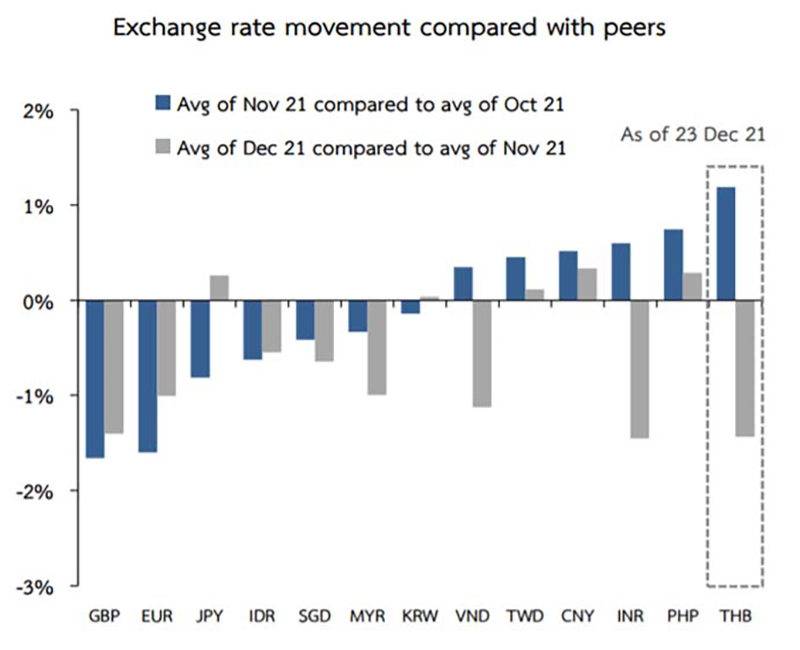 Exchange rate movement compared with peers
Avg of Nov 21 compared to avg of Oct 21
Avg of Dec 21 compared to avg of Nov 21
As of 23 Dec 21
2%
1%
0%
-1%
-2%
-3%
GBP EUR JPY IDR SGD MYR KRW VND TWD CNY INR PHP THB